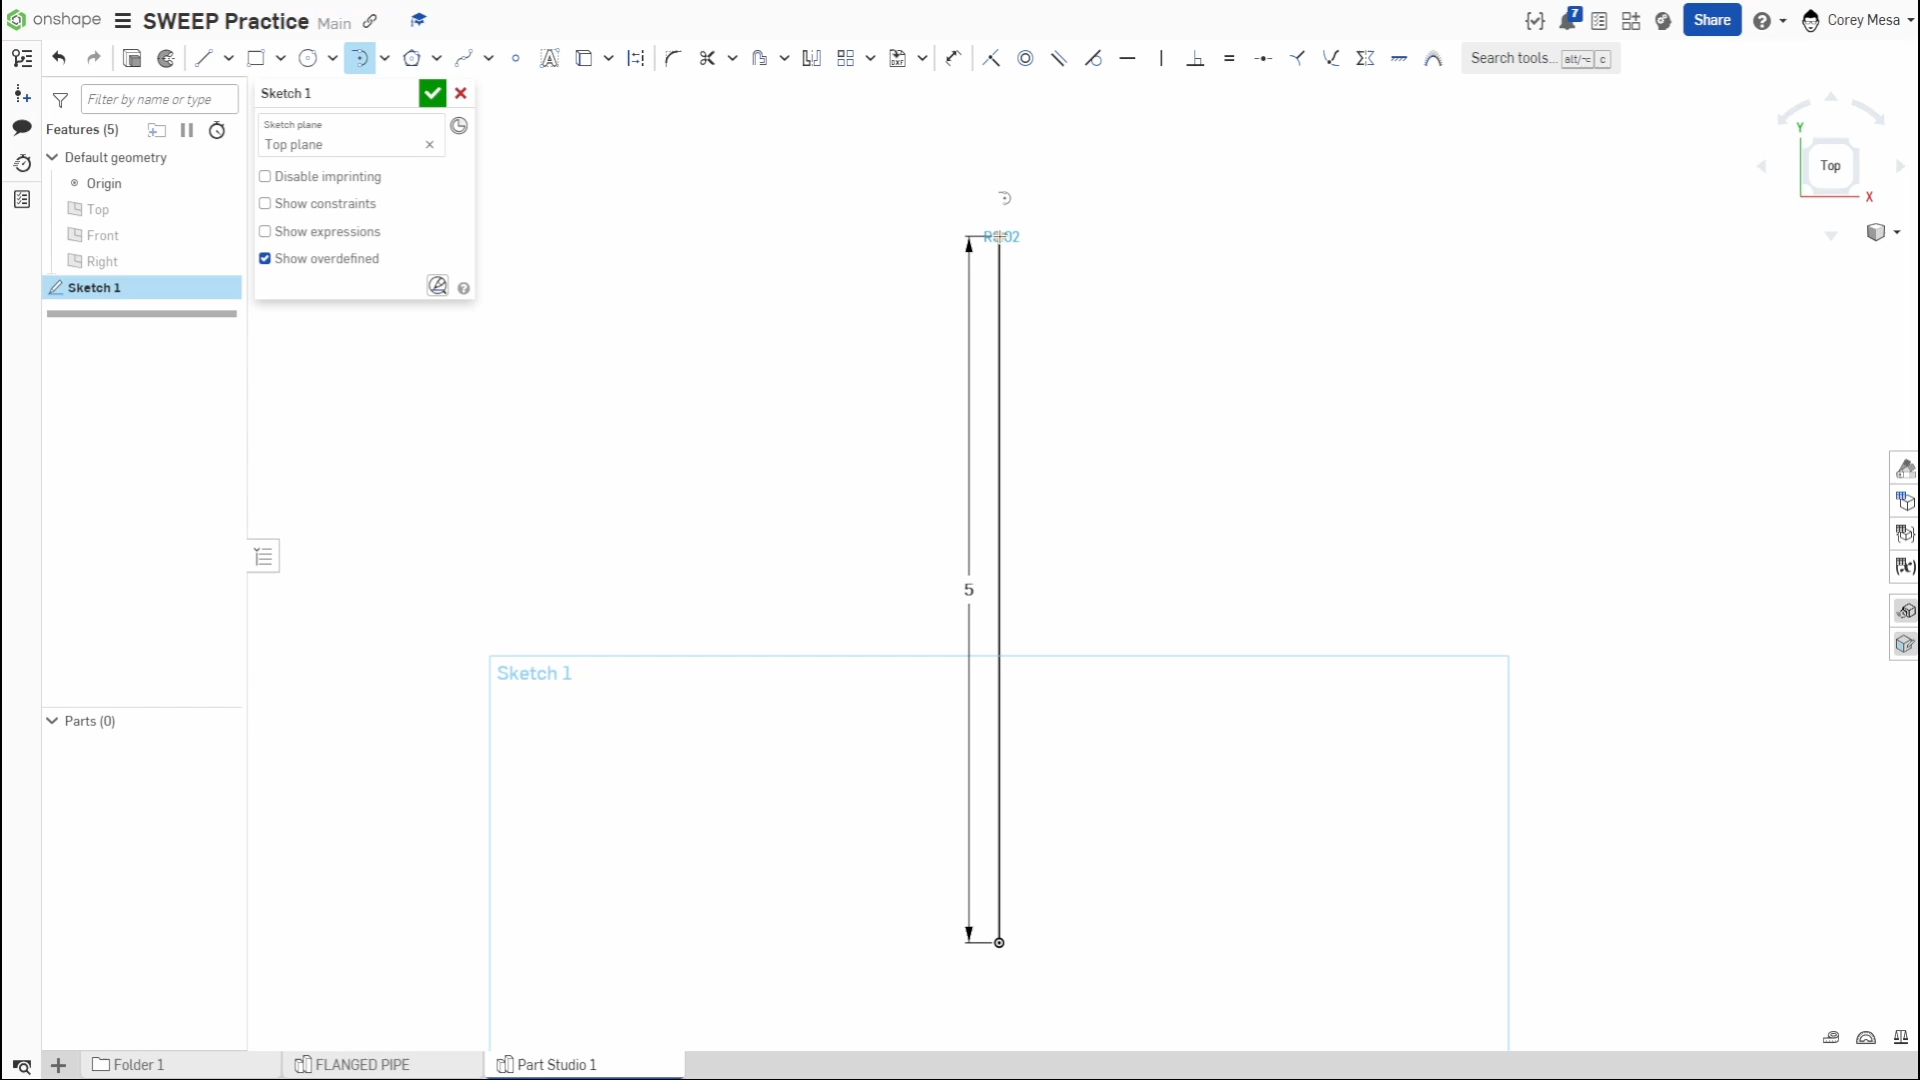 onshape SWEEP Practice Main 7 Share Corey Mesa
Search tools... alt/⌥ c
Filter by name or type
Features (5)
Default geometry
Origin
Top
Front
Right
Sketch 1
Sketch 1
Sketch plane
Top plane
Disable imprinting
Show constraints
Show expressions
Show overdefined
Y
Top
X
5
Sketch 1
Parts (0)
Folder 1
FLANGED PIPE
Part Studio 1